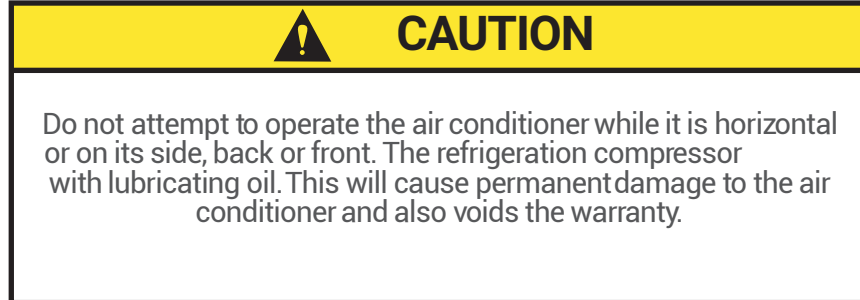 CAUTION
Do not attempt to operate the air conditioner while it is horizontal
or on its side, back or front. The refrigeration compressor
with lubricating oil. This will cause permanent damage to the air
conditioner and also voids the warranty.